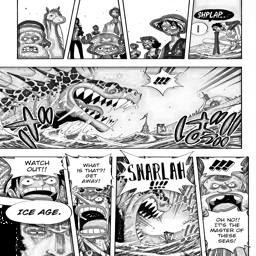 SHPLAP...
!
!!!
WATCH
OUT!!
ICE AGE.
WHAT
IS THAT?!
GET
AWAY!
SNARLAH
!!!!
!!!
OH NO!!
IT'S THE
MASTER OF
THESE
SEAS!